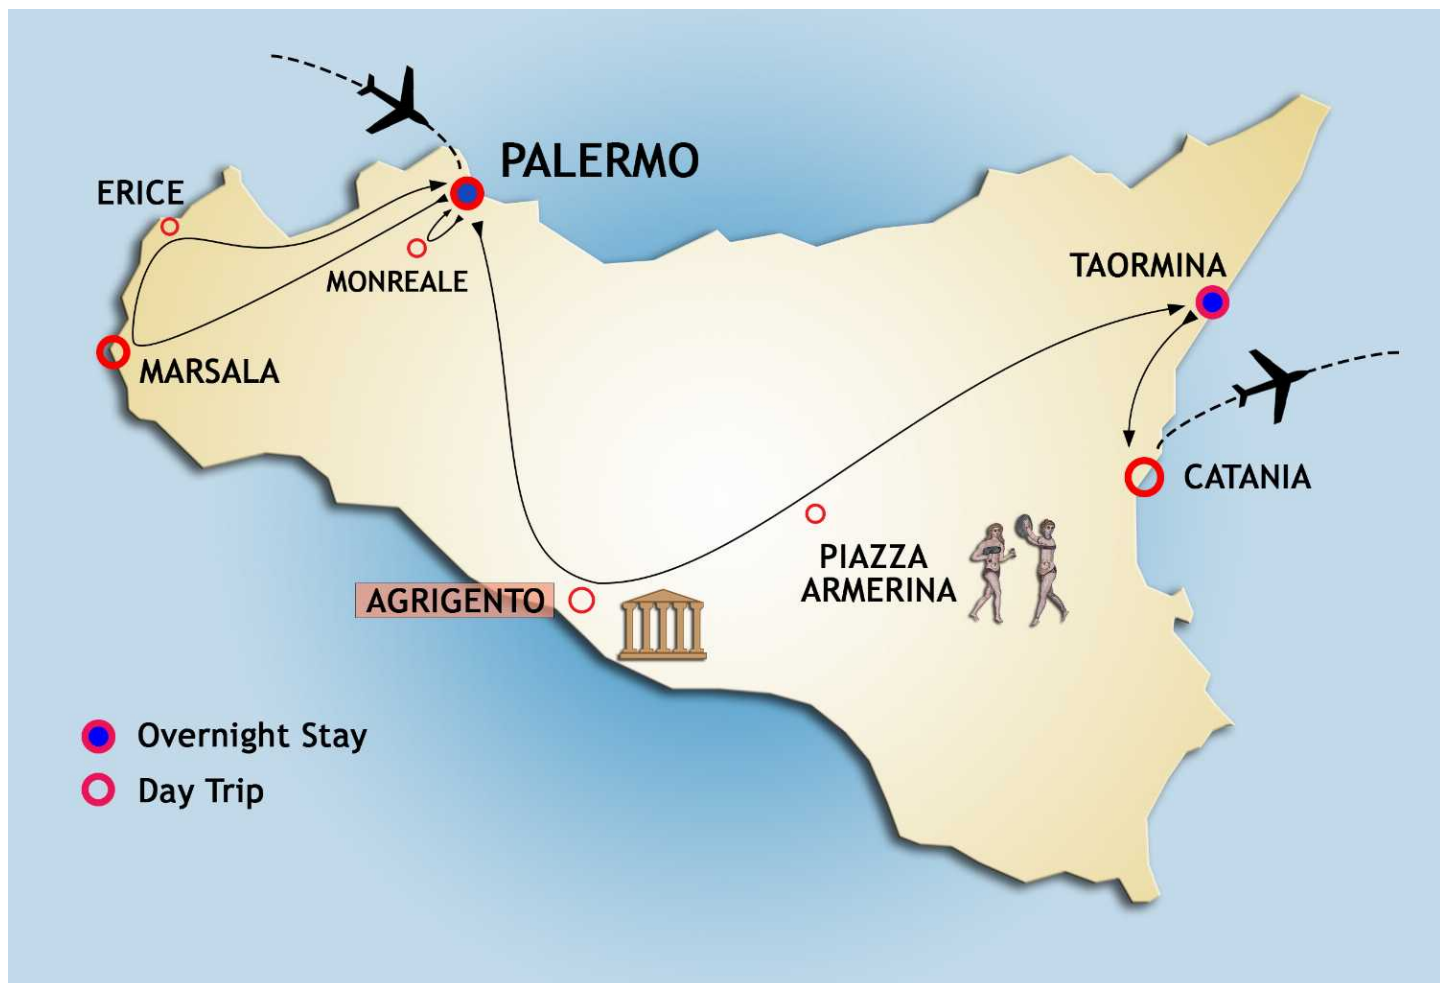 PALERMO
ERICE
MONREALE
TAORMINA
MARSALA
CATANIA
PIAZZA
ARMERINA
AGRIGENTO
Overnight Stay
Day Trip